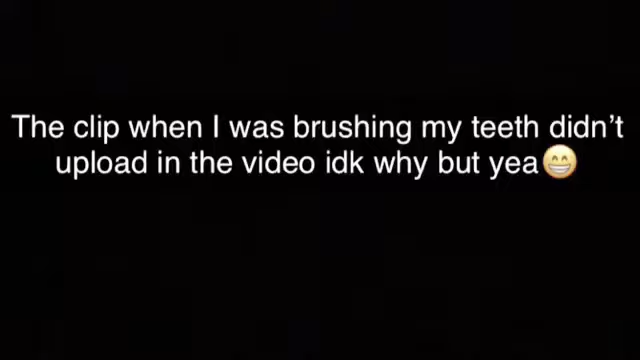 The clip when I was brushing my teeth didn’t
upload in the video idk why but yea😁